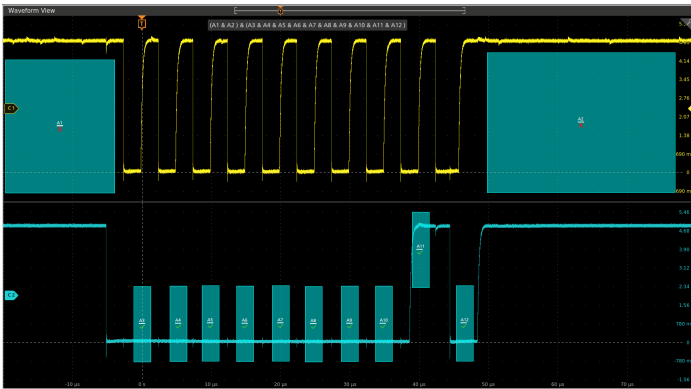 Waveform View
(A1 & A2 ) & (A3 & A4 & A5 & A6 & A7 & A8 & A9 & A10 & A11 & A12 )
T
4.14
3.45
2.76
2.07
1.38
690 m
0
690 m
C 1
A1
A2
5.46
4.68
3.90
3.12
2.34
1.56
780 m
0
-780 m
-1.56
A11
A3
A4
A5
A6
A7
A8
A9
A10
A12
-10 µs
0 s
10 µs
20 µs
30 µs
40 µs
50 µs
60 µs
70 µs